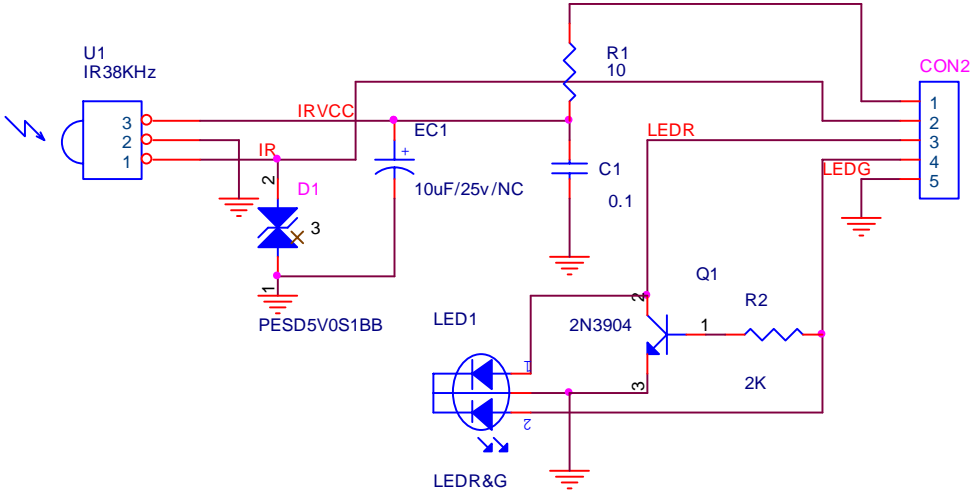 U1
IR38KHz
3
2
1
IRVCC
IR
2
D1
3
1
PESD5V0S1BB
EC1
+
10uF/25v/NC
R1
10
C1
0.1
CON2
1
2
3
4
5
LEDR
LEDG
Q1
2N3904
2
1
3
R2
2K
LED1
1
2
LEDR&G